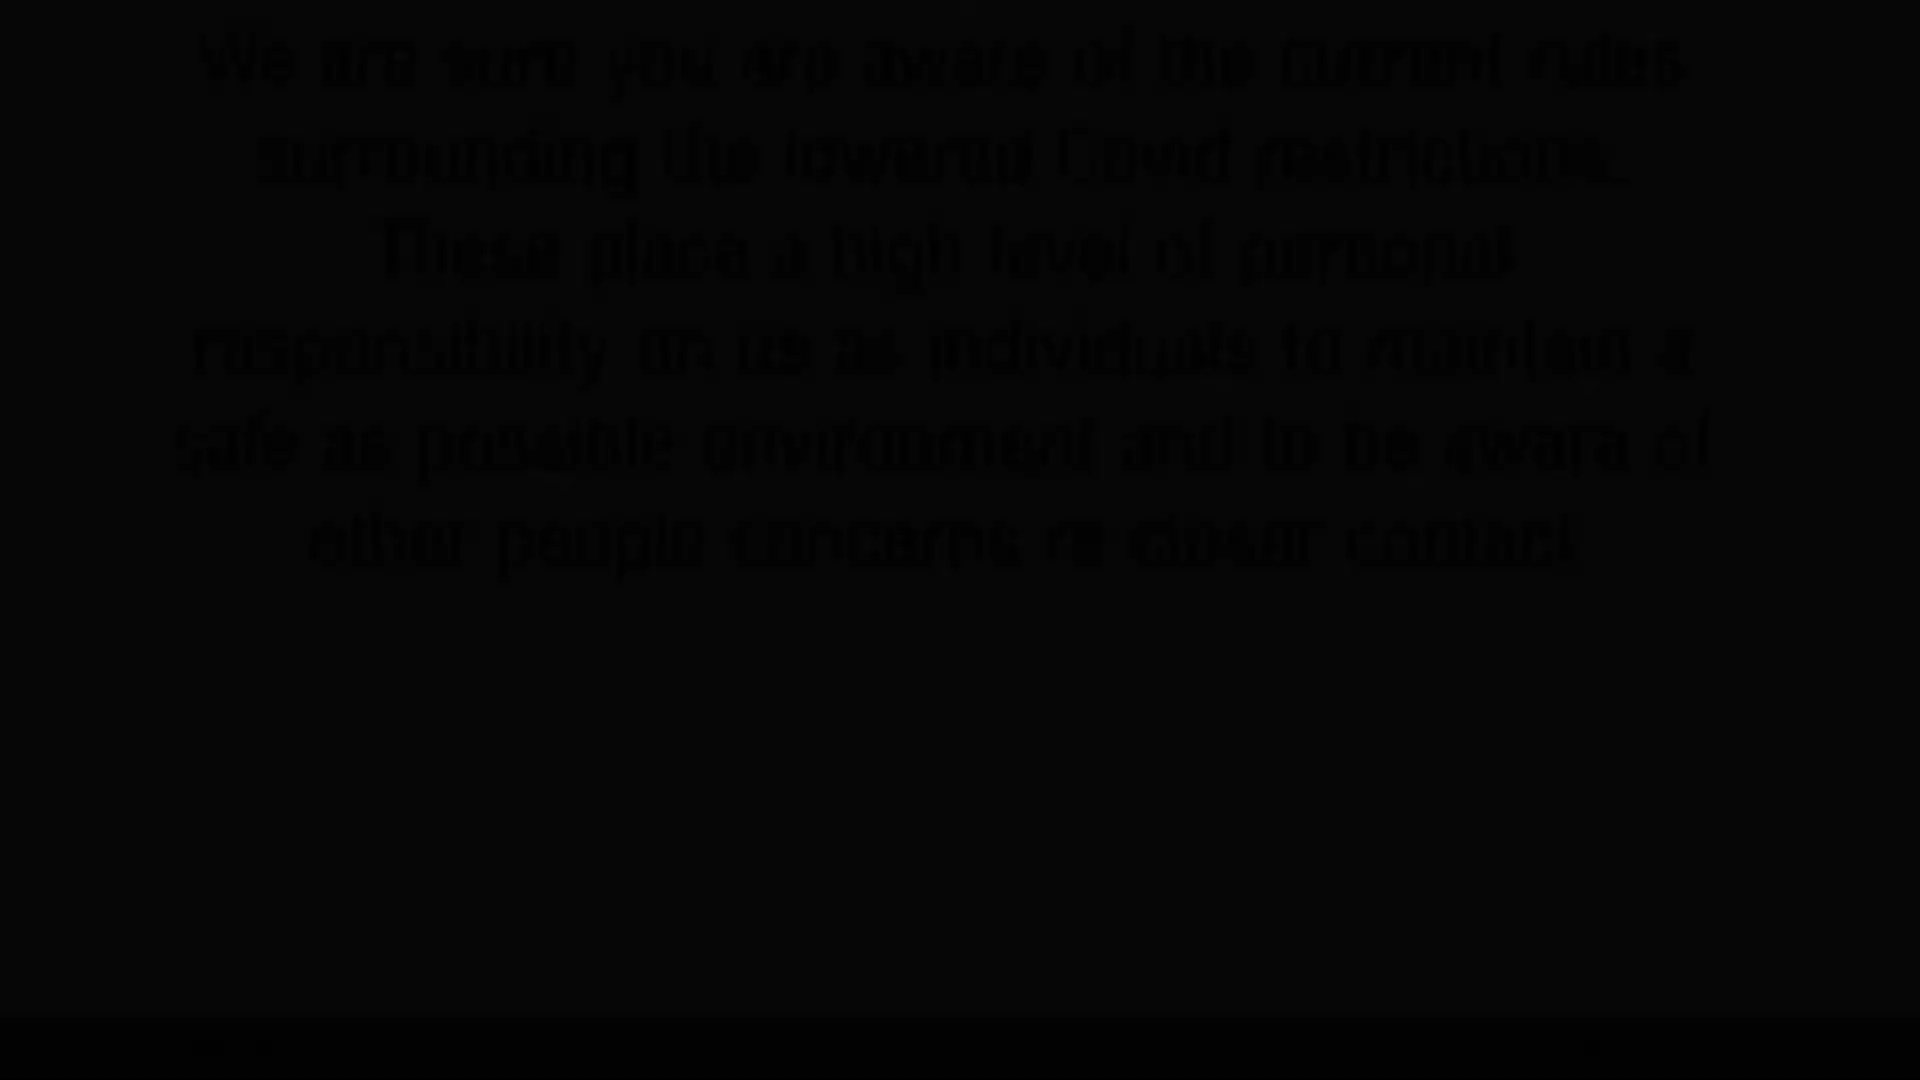 We are sure you are aware of the current rules
surrounding the lowered Covid restrictions.
These place a high level of personal
responsibility on us as individuals to maintain a
safe as possible environment and to be aware of
other people concerns re closer contact